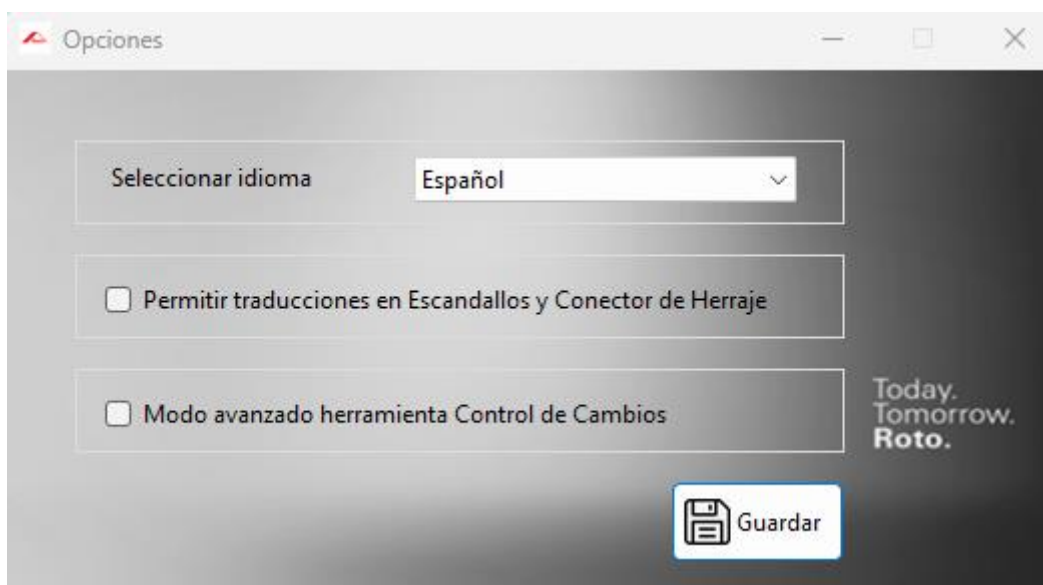 Opciones
Seleccionar idioma Español
Permitir traducciones en Escandallos y Conector de Herraje
Modo avanzado herramienta Control de Cambios
Today.
Tomorrow.
Roto.
Guardar